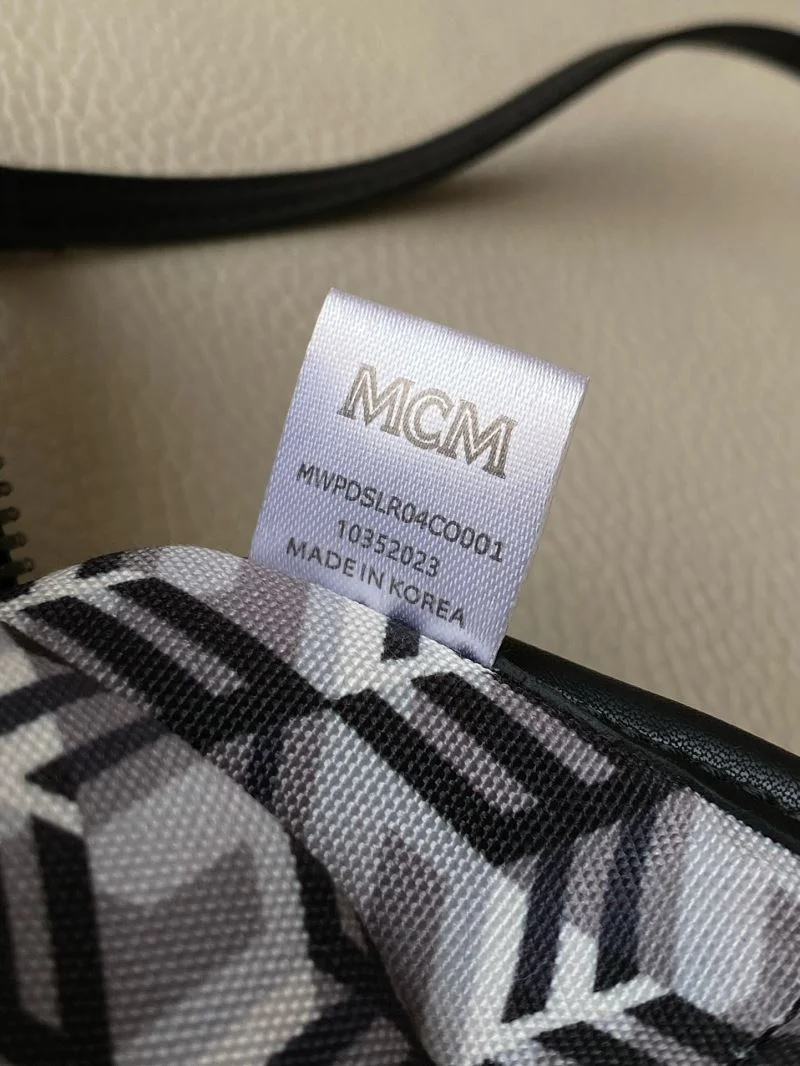 MCM
MWPDSLR04CO001
10352023
MADE IN KOREA